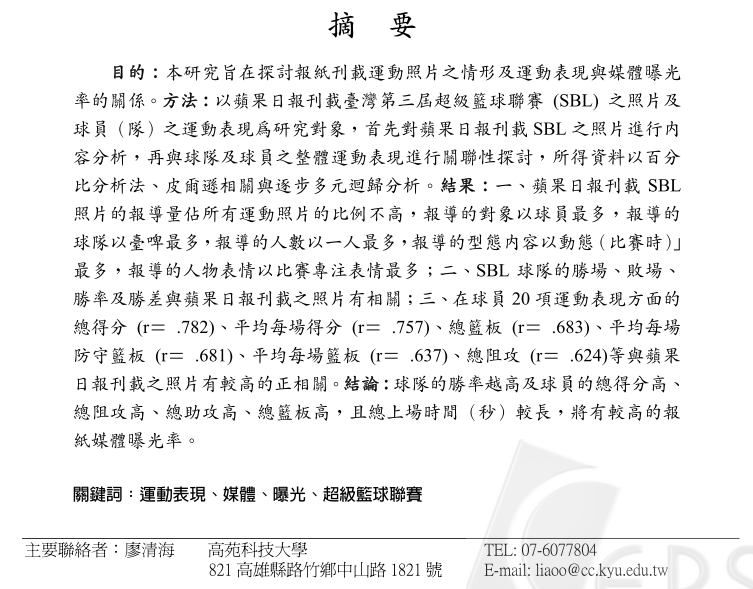 摘 要
目的：本研究旨在探討報紙刊載運動照片之情形及運動表現與媒體曝光
率的關係。方法：以蘋果日報刊載臺灣第三屆超級籃球聯賽 (SBL) 之照片及
球員（隊）之運動表現為研究對象，首先對蘋果日報刊載 SBL 之照片進行內
容分析，再與球隊及球員之整體運動表現進行關聯性探討，所得資料以百分
比分析法、皮爾遜相關與逐步多元迴歸分析。結果：一、蘋果日報刊載 SBL
照片的報導量佔所有運動照片的比例不高，報導的對象以球員最多，報導的
球隊以臺啤最多，報導的人數以一人最多，報導的型態內容以動態（比賽時）」
最多，報導的人物表情以比賽專注表情最多；二、SBL 球隊的勝場、敗場、
勝率及勝差與蘋果日報刊載之照片有相關；三、在球員 20 項運動表現方面的
總得分 (r= .782)、平均每場得分 (r= .757)、總籃板 (r= .683)、平均每場
防守籃板 (r= .681)、平均每場籃板 (r= .637)、總阻攻 (r= .624)等與蘋果
日報刊載之照片有較高的正相關。結論：球隊的勝率越高及球員的總得分高、
總阻攻高、總助攻高、總籃板高，且總上場時間（秒）較長，將有較高的報
紙媒體曝光率。
關鍵詞：運動表現、媒體、曝光、超級籃球聯賽
主要聯絡者：廖清海 高苑科技大學 TEL: 07-6077804
821 高雄縣路竹鄉中山路 1821 號 E-mail: liaoo@cc.kyu.edu.tw